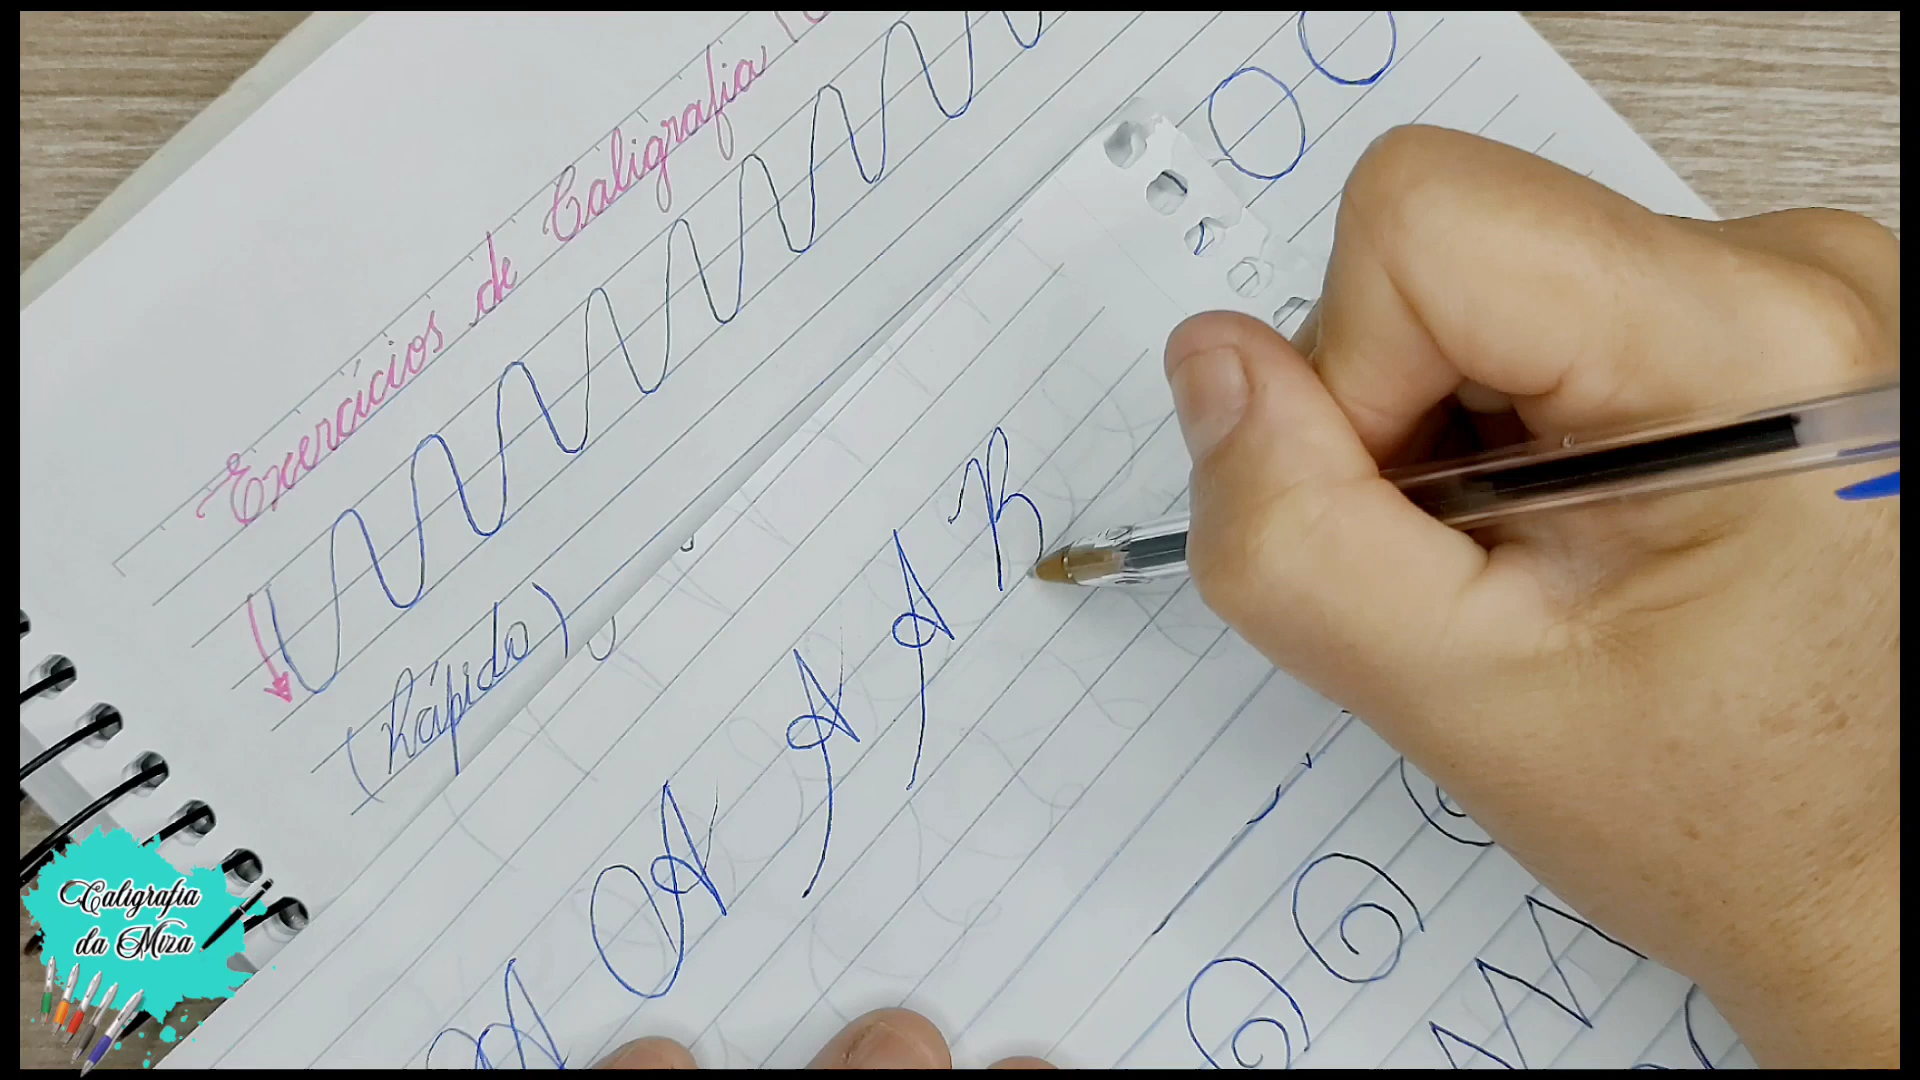 Exercícios de Caligrafia
(Rápido)
A A A A R
Caligrafia
da Miza